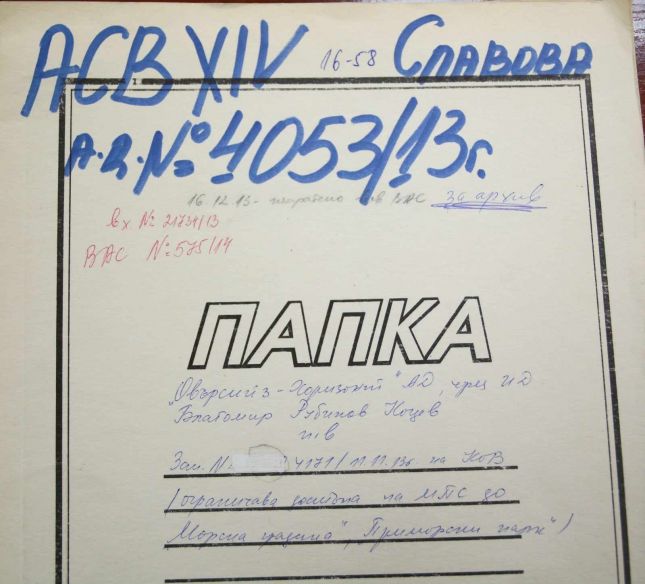 АСВ XIV 16-58 Славова
А.Д. № 4053/13г.
16.12.13- изпратено във ВАС за архив
вх № 21734/13
ВАС № 575/14
ПАПКА
„Овърсийз - Хоризонт" АД, чрез ИД
Благомир Рубинов Коцев
п/в
Зап. № 4171/11.11.13г. на КОВ
/ограничава достъпа на МПС до
„Морска градина", „Приморски парк"/